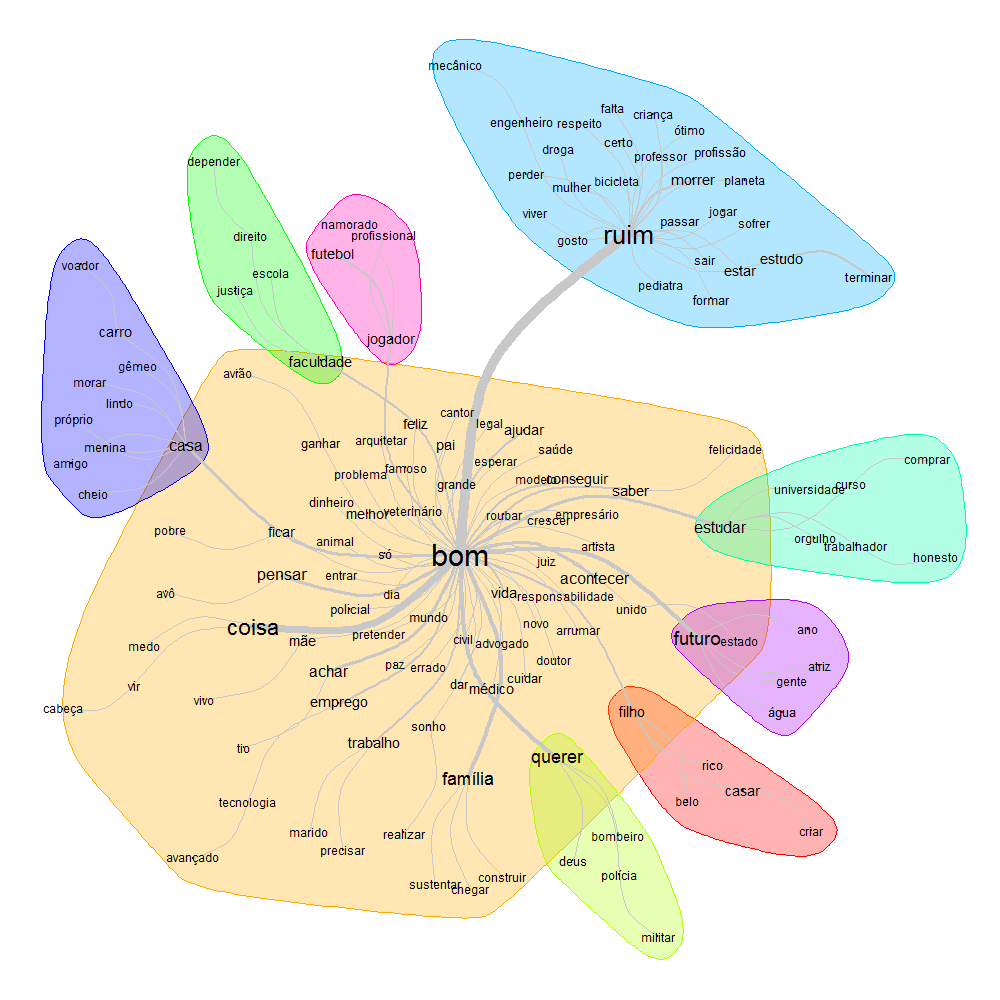 mecânico
falta
criança
engenheiro
respeito
ótimo
certo
droga
professor
profissão
depender
perder
mulher
bicicleta
morrer
planeta
viver
jogar
passar
sofrer
namorado
profissional
direito
ruim
gosto
futebol
voador
escola
sair
estudo
estar
terminar
justiça
pediatra
formar
carro
jogador
gêmeo
faculdade
avião
morar
lindo
próprio
cantor
legal
feliz
ajudar
casa
menina
ganhar
arquitetar
pai
saúde
felicidade
amigo
esperar
comprar
problema
famoso
grande
modelo
conseguir
saber
universidade
curso
cheio
dinheiro
melhor
veterinário
roubar
crescer
empresário
estudar
pobre
ficar
animal
só
bom
artista
orgulho
trabalhador
honesto
juiz
pensar
entrar
acontecer
avô
dia
vida
responsabilidade
policial
mundo
unido
coisa
mãe
pretender
novo
arrumar
futuro
estado
ano
medo
civil
advogado
paz
errado
doutor
achar
cuidar
atriz
vir
dar
médico
gente
cabeça
vivo
emprego
filho
água
sonho
tio
trabalho
querer
rico
família
casar
tecnologia
belo
marido
realizar
bombeiro
criar
precisar
avançado
deus
construir
polícia
sustentar
chegar
militar